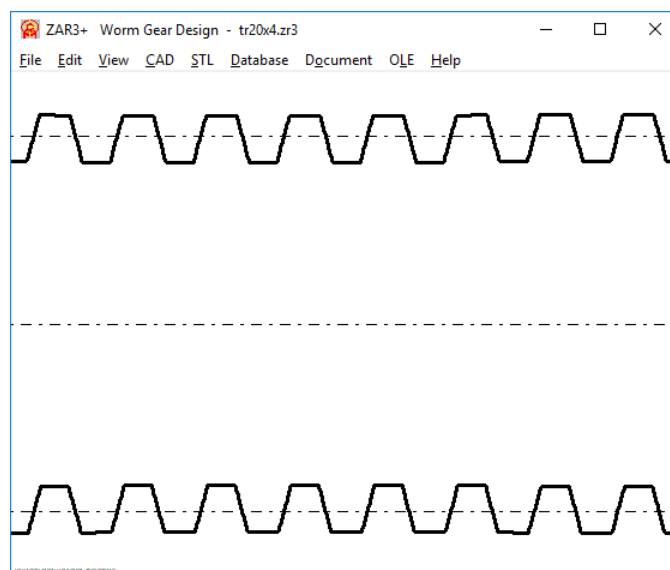 ZAR3+ Worm Gear Design - tr20x4.zr3
File Edit View CAD STL Database Document OLE Help